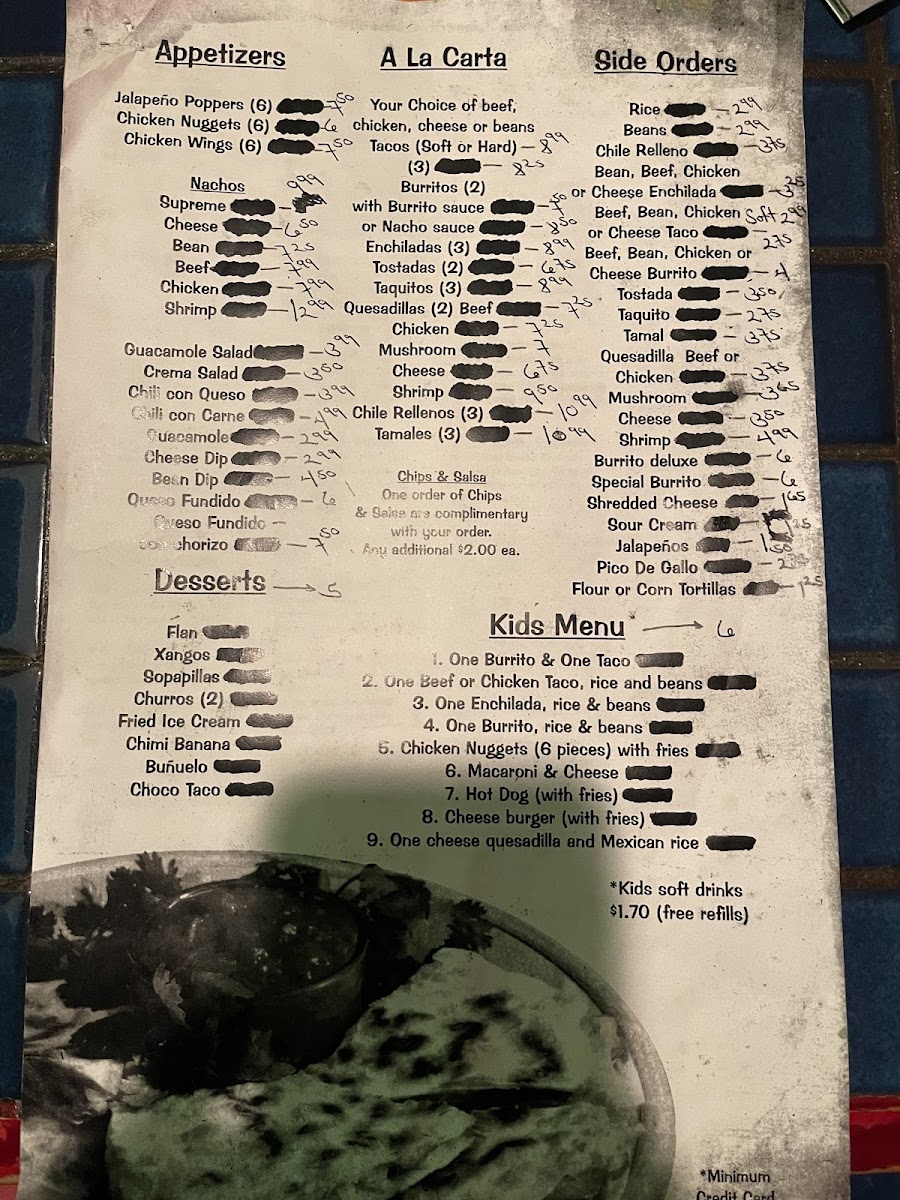 Appetizers
Jalapeño Poppers (6) 7.50
Chicken Nuggets (6) – 6
Chicken Wings (6) – 7.50
Nachos
Supreme 9.99
Cheese – 6.50
Bean – 7.25
Beef – 7.99
Chicken – 7.99
Shrimp – 12.99
Guacamole Salad – 3.99
Crema Salad – 3.50
Chili con Queso – 3.99
Chili con Carne – 4.99
Guacamole – 2.99
Cheese Dip – 2.99
Bean Dip – 4.50
Queso Fundido – 6
Queso Fundido –
con chorizo – 7.50
Desserts → 5
Flan
Xangos
Sopapillas
Churros (2)
Fried Ice Cream
Chimi Banana
Buñuelo
Choco Taco
A La Carta
Your Choice of beef,
chicken, cheese or beans
Tacos (Soft or Hard) – 8.99
(3) – 8.25
Burritos (2)
with Burrito sauce
or Nacho sauce – 8.50
Enchiladas (3) – 8.99
Tostadas (2) – 6.75
Taquitos (3) – 8.99
Quesadillas (2) Beef – 7.25
Chicken – 7.25
Mushroom – 7
Cheese – 6.75
Shrimp – 9.50
Chile Rellenos (3) – 10.99
Tamales (3) – 10.99
Chips & Salsa
One order of Chips
& Salsa are complimentary
with your order.
Any additional $2.00 ea.
Side Orders
Rice – 2.99
Beans – 2.99
Chile Relleno – 3.75
Bean, Beef, Chicken
or Cheese Enchilada
Beef, Bean, Chicken Soft 2.99
or Cheese Taco – 2.75
Beef, Bean, Chicken or
Cheese Burrito – 4
Tostada – 3.50
Taquito – 2.75
Tamal – 3.75
Quesadilla Beef or
Chicken – 3.75
Mushroom – 3.65
Cheese – 3.50
Shrimp – 4.99
Burrito deluxe – 6
Special Burrito – 6
Shredded Cheese – 1.65
Sour Cream
Jalapeños
Pico De Gallo
Flour or Corn Tortillas – 1.25
Kids Menu → 6
1. One Burrito & One Taco
2. One Beef or Chicken Taco, rice and beans
3. One Enchilada, rice & beans
4. One Burrito, rice & beans
5. Chicken Nuggets (6 pieces) with fries
6. Macaroni & Cheese
7. Hot Dog (with fries)
8. Cheese burger (with fries)
9. One cheese quesadilla and Mexican rice
*Kids soft drinks
$1.70 (free refills)
*Minimum
Credit Card